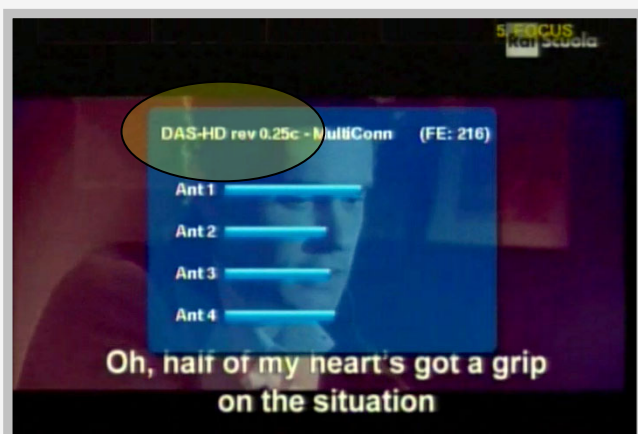 5. FOCUS
Rai Scuola
DAS-HD rev 0.25c - MultiConn (FE: 216)
Ant 1
Ant 2
Ant 3
Ant 4
Oh, half of my heart's got a grip
on the situation